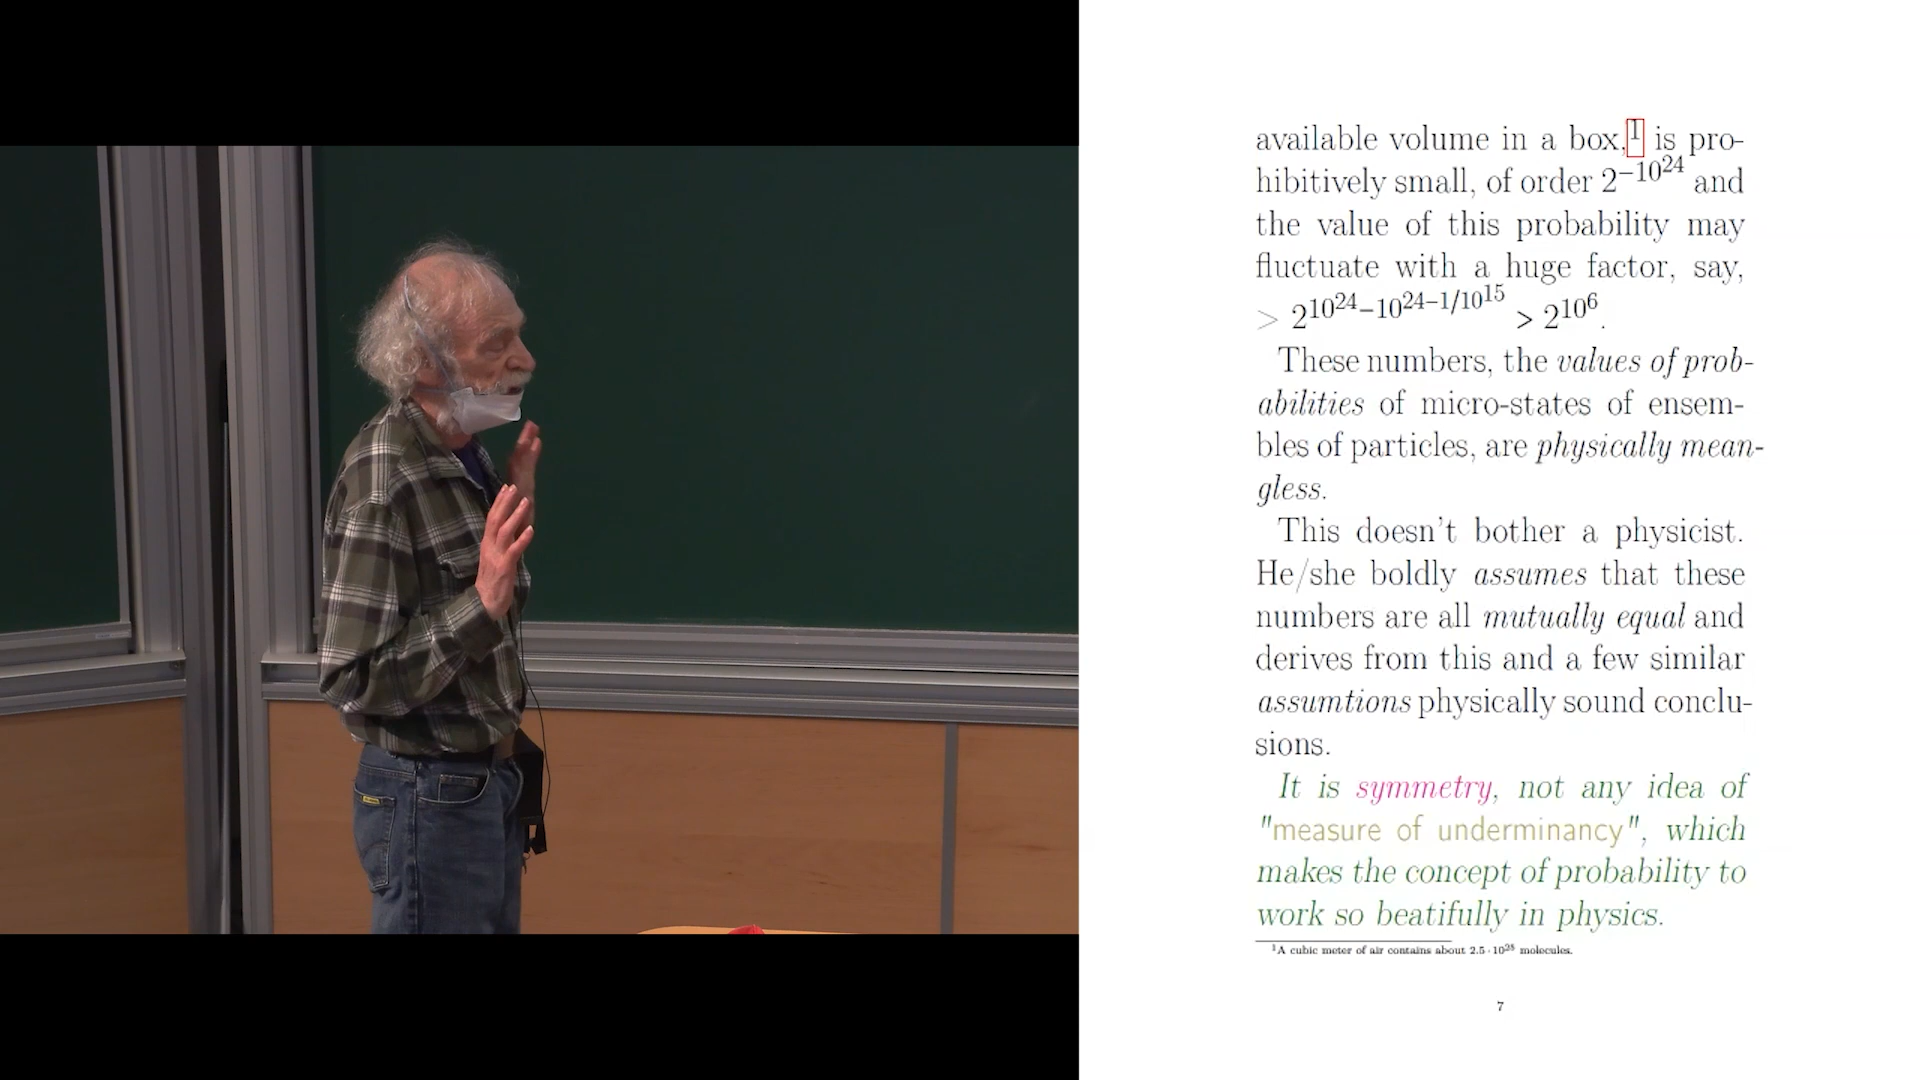 available volume in a box,¹ is pro-
hibitively small, of order 2^{−10^{24}} and
the value of this probability may
fluctuate with a huge factor, say,
> 2^{10^{24}−10^{24−1/10^{15}}} > 2^{10^6}.
These numbers, the values of prob-
abilities of micro-states of ensem-
bles of particles, are physically mean-
gless.
This doesn't bother a physicist.
He/she boldly assumes that these
numbers are all mutually equal and
derives from this and a few similar
assumtions physically sound conclu-
sions.
It is symmetry, not any idea of
"measure of underminancy", which
makes the concept of probability to
work so beatifully in physics.
¹A cubic meter of air contains about 2.5 · 10^{25} molecules.
7